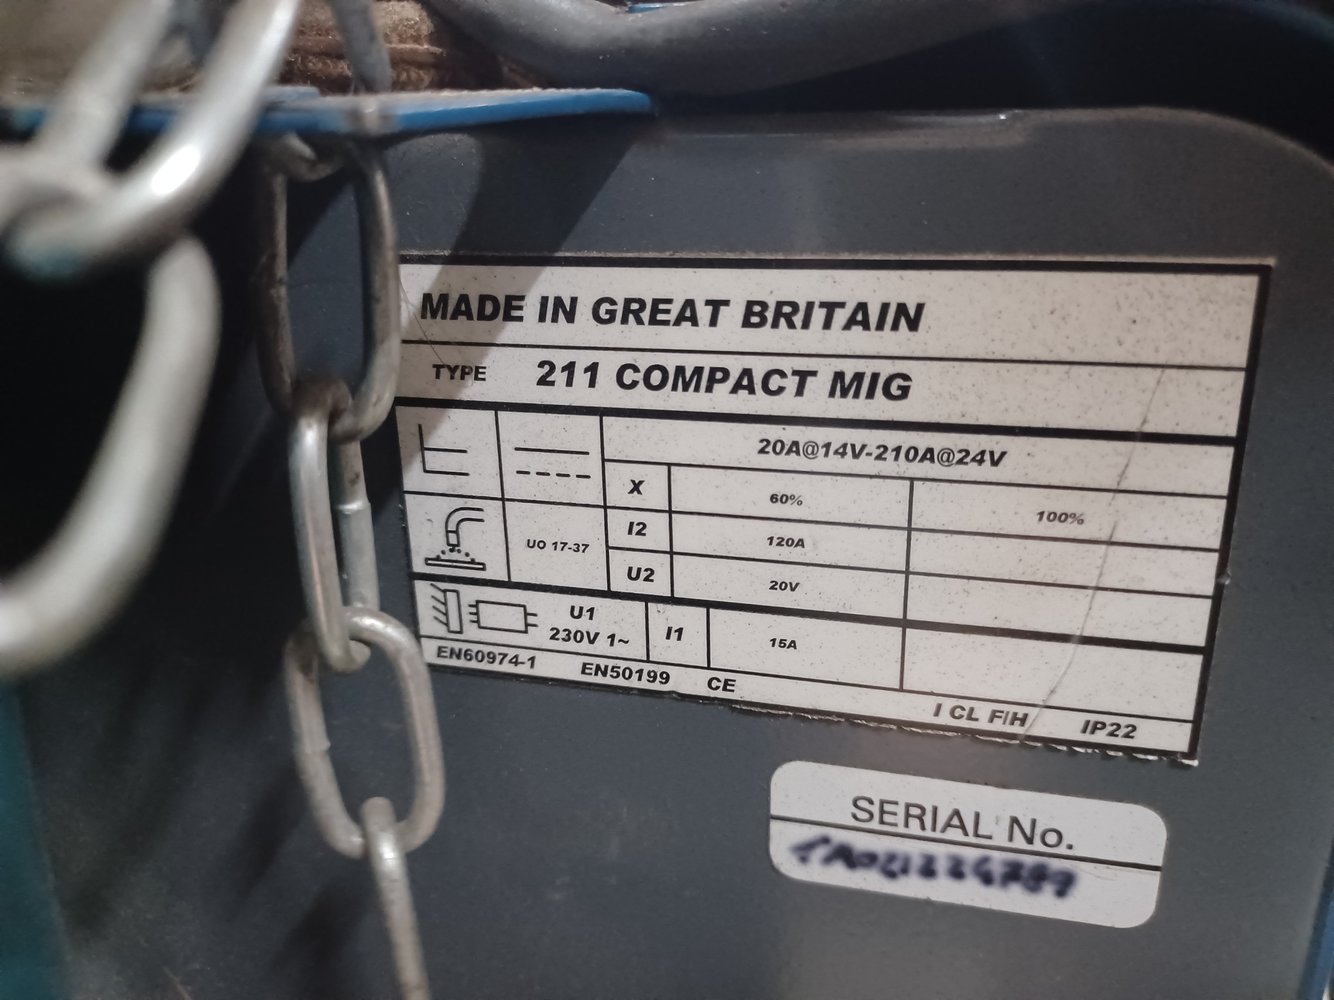 MADE IN GREAT BRITAIN
TYPE 211 COMPACT MIG
20A@14V-210A@24V
X 60% 100%
I2 120A
UO 17-37
U2 20V
U1
230V 1~ I1 15A
EN60974-1 EN50199 CE I CL F/H IP22
SERIAL No.